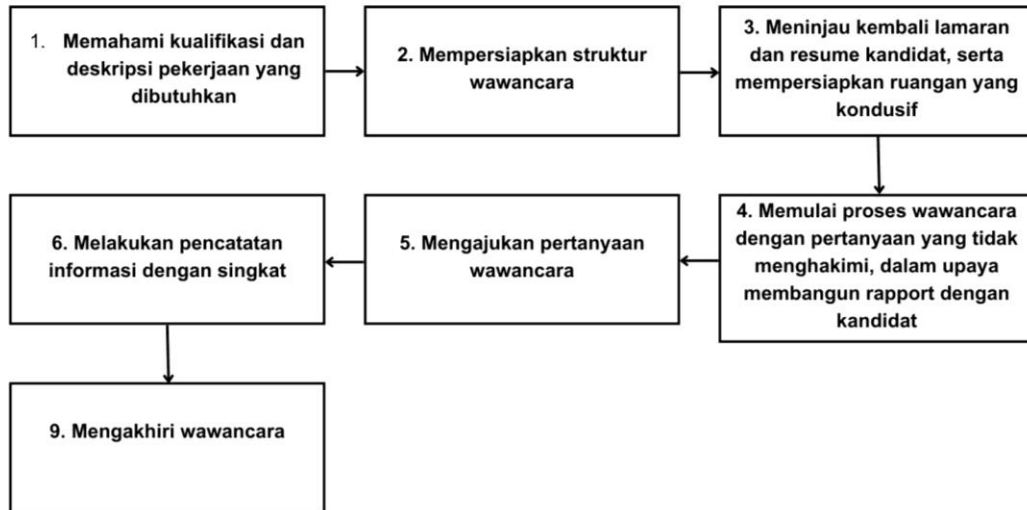 1. Memahami kualifikasi dan
deskripsi pekerjaan yang
dibutuhkan
2. Mempersiapkan struktur
wawancara
3. Meninjau kembali lamaran
dan resume kandidat, serta
mempersiapkan ruangan yang
kondusif
4. Memulai proses wawancara
dengan pertanyaan yang tidak
menghakimi, dalam upaya
membangun rapport dengan
kandidat
5. Mengajukan pertanyaan
wawancara
6. Melakukan pencatatan
informasi dengan singkat
9. Mengakhiri wawancara